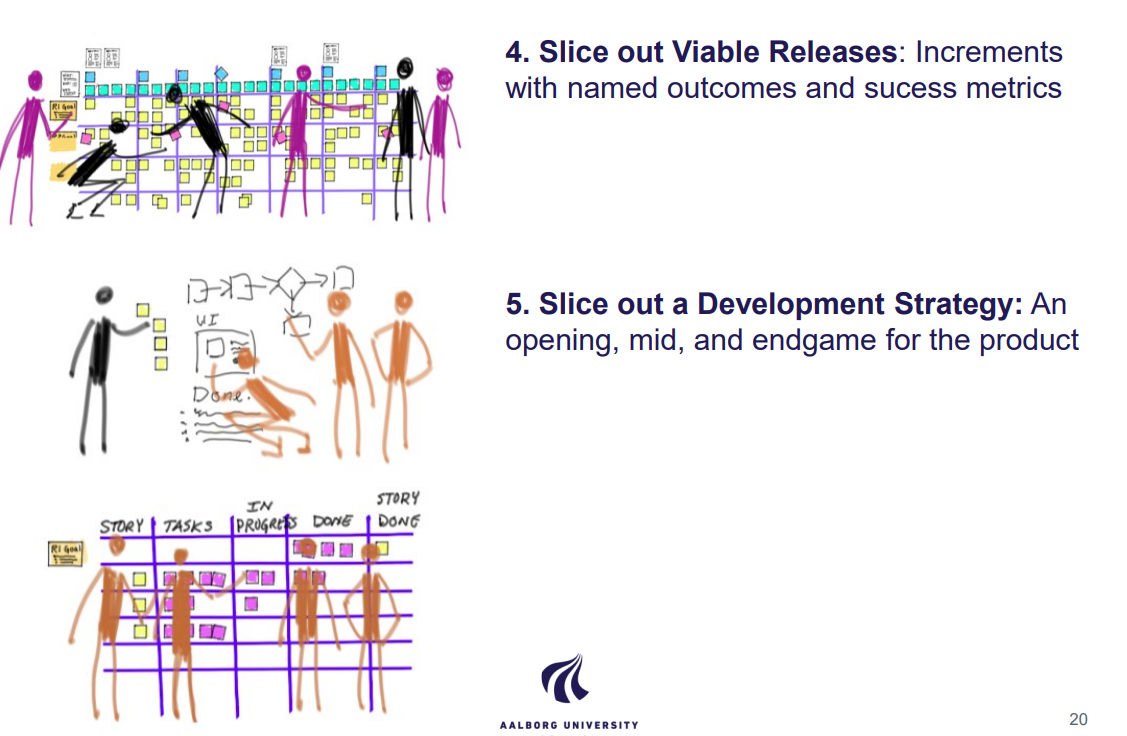 4. Slice out Viable Releases: Increments
with named outcomes and sucess metrics
R1 Goal
5. Slice out a Development Strategy: An
opening, mid, and endgame for the product
UI
Done.
STORY
TASKS
IN
PROGRESS
DONE
STORY
DONE
R1 Goal
AALBORG UNIVERSITY
20